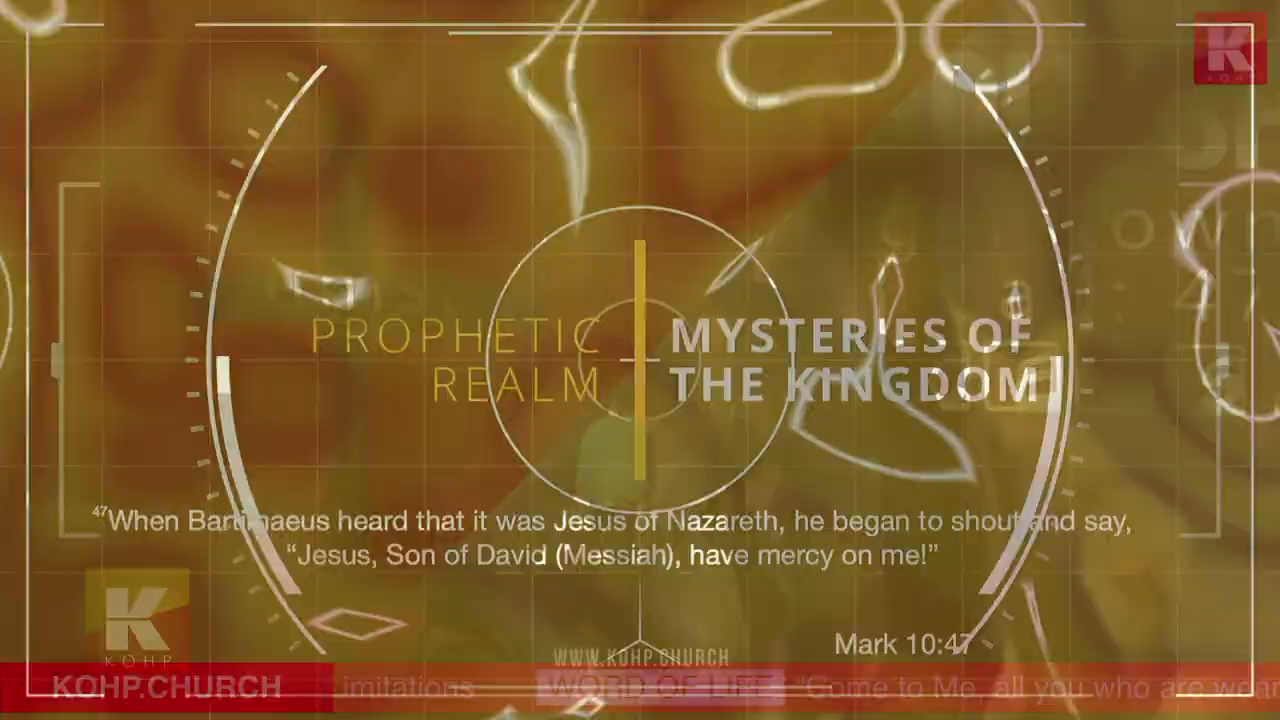 K
KOHP
PROPHETIC
REALM
MYSTERIES OF
THE KINGDOM
47When Bartimaeus heard that it was Jesus of Nazareth, he began to shout and say,
“Jesus, Son of David (Messiah), have mercy on me!”
Mark 10:47
K
KOHP
WWW.KOHP.CHURCH
KOHP.CHURCH
imitations
WORD OF LIFE
"Come to Me, all you who are wear